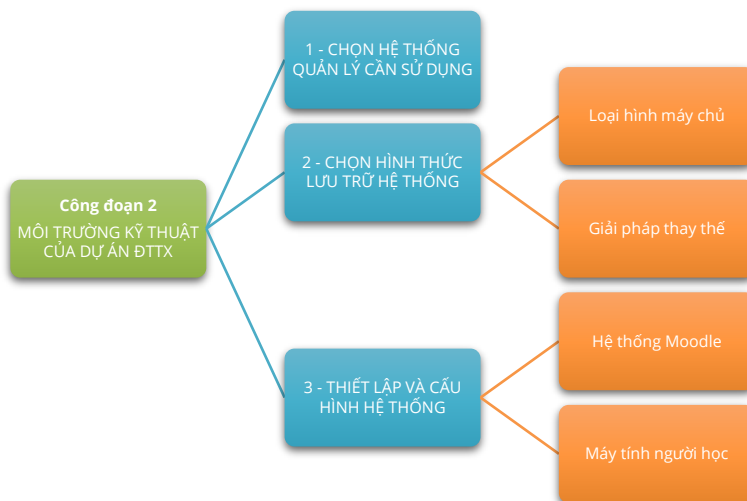 Công đoạn 2
MÔI TRƯỜNG KỸ THUẬT
CỦA DỰ ÁN ĐTTX
1 - CHỌN HỆ THỐNG
QUẢN LÝ CẦN SỬ DỤNG
2 - CHỌN HÌNH THỨC
LƯU TRỮ HỆ THỐNG
Loại hình máy chủ
Giải pháp thay thế
3 - THIẾT LẬP VÀ CẤU
HÌNH HỆ THỐNG
Hệ thống Moodle
Máy tính người học